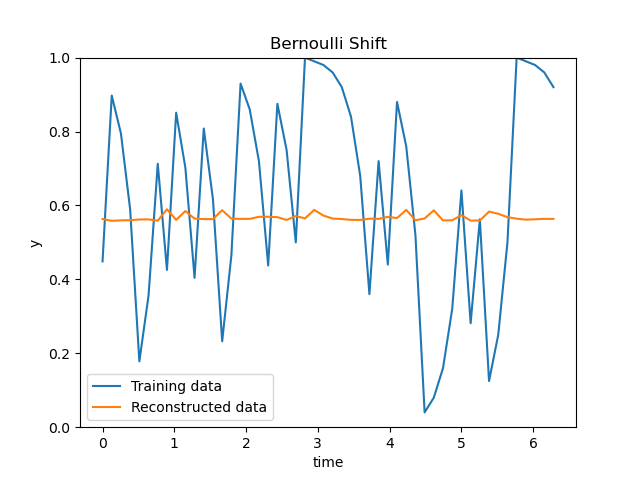 Bernoulli Shift
1.0
0.8
0.6
0.4
0.2
0.0
y
Training data
Reconstructed data
0 1 2 3 4 5 6
time